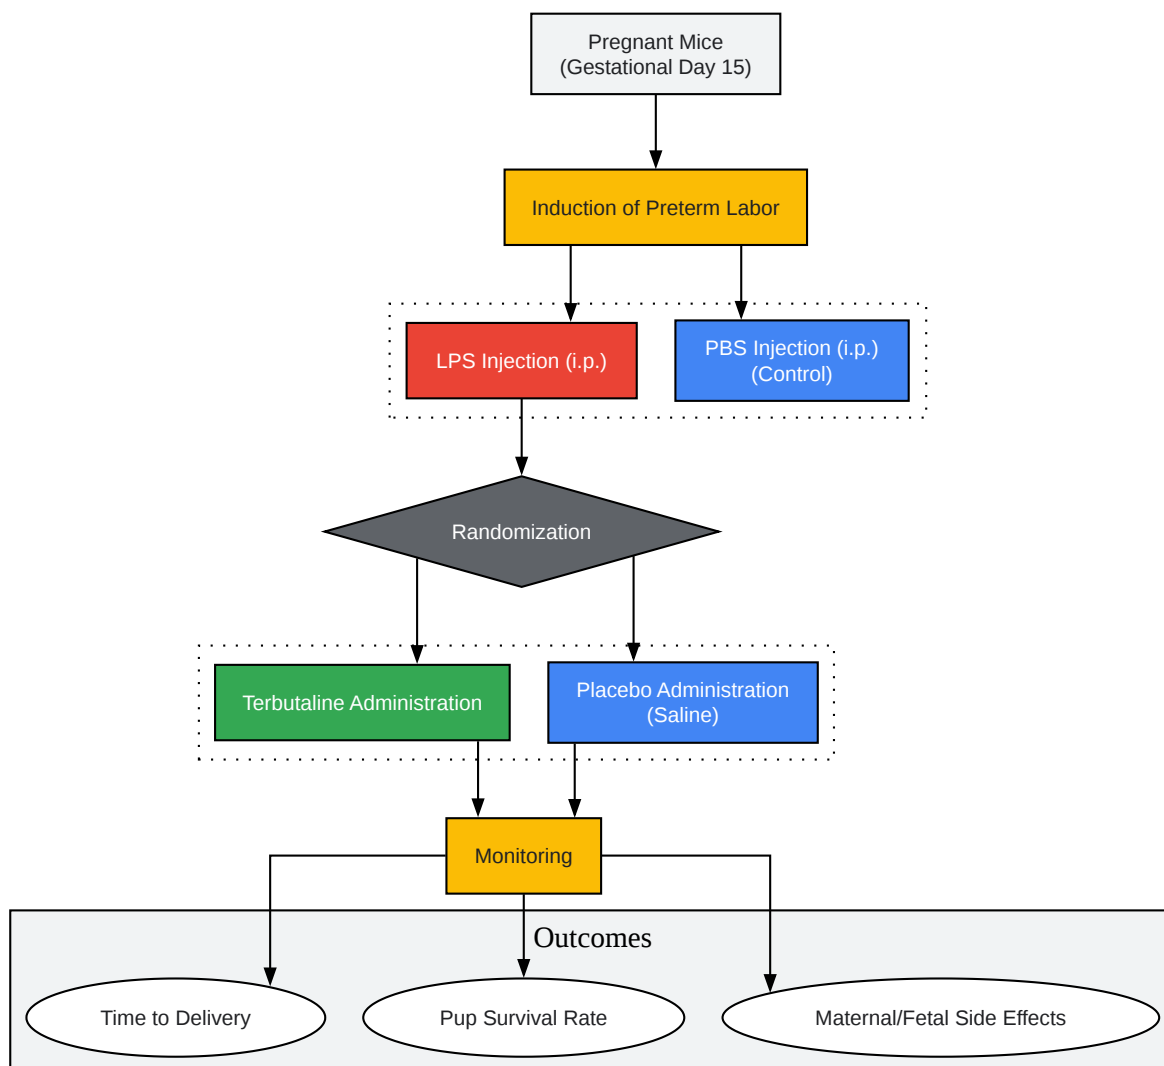 Pregnant Mice
(Gestational Day 15)
Induction of Preterm Labor
LPS Injection (i.p.)
PBS Injection (i.p.)
(Control)
Randomization
Terbutaline Administration
Placebo Administration
(Saline)
Monitoring
Outcomes
Time to Delivery
Pup Survival Rate
Maternal/Fetal Side Effects